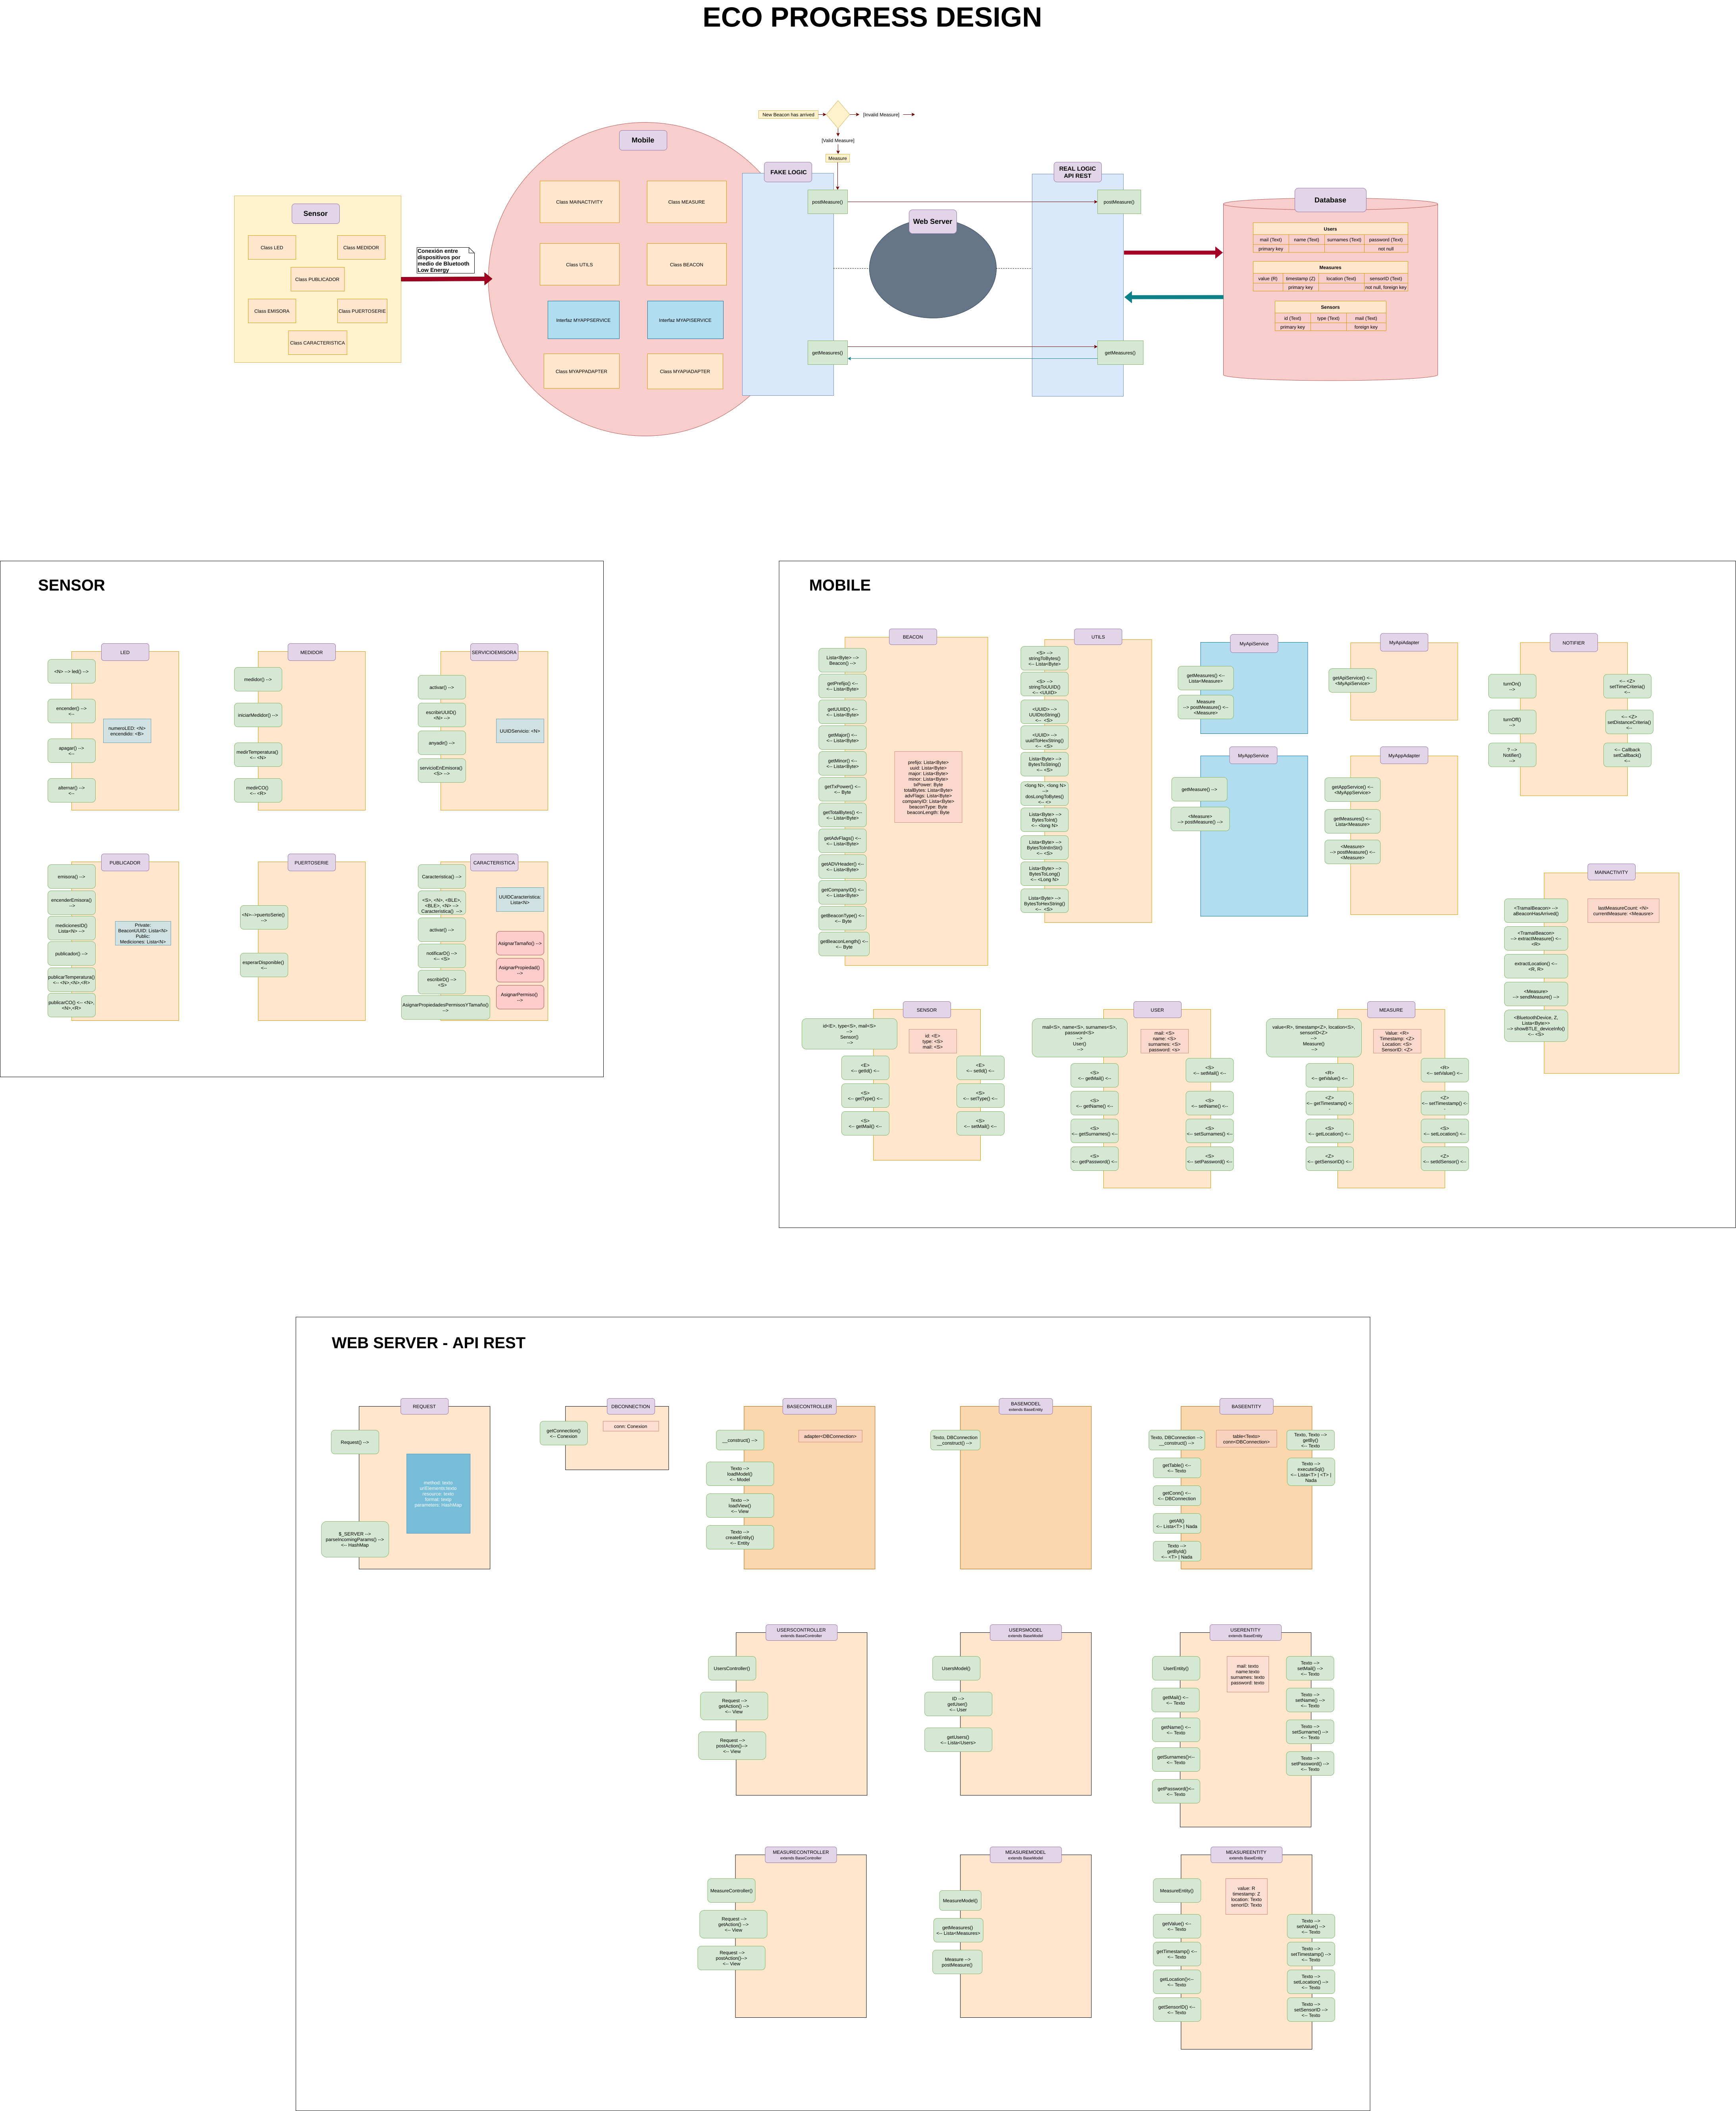 ECO PROGRESS DESIGN
New Beacon has arrived
[Invalid Measure]
[Valid Measure]
Measure
Mobile
FAKE LOGIC
REAL LOGIC
API REST
Database
Sensor
Class LED
Class MEDIDOR
Class PUBLICADOR
Class EMISORA
Class PUERTOSERIE
Class CARACTERISTICA
Conexión entre
dispositivos por
medio de Bluetooth
Low Energy
Class MAINACTIVITY
Class MEASURE
Class UTILS
Class BEACON
Interfaz MYAPPSERVICE
Interfaz MYAPISERVICE
Class MYAPPADAPTER
Class MYAPIADAPTER
postMeasure()
getMeasures()
Web Server
postMeasure()
getMeasures()
Users
mail (Text)
name (Text)
surnames (Text)
password (Text)
primary key
not null
Measures
value (R)
timestamp (Z)
location (Text)
sensorID (Text)
primary key
not null, foreign key
Sensors
id (Text)
type (Text)
mail (Text)
primary key
foreign key
SENSOR
LED
<N> --> led() -->
encender() -->
<--
apagar() -->
<--
alternar() -->
<--
numeroLED: <N>
encendido: <B>
MEDIDOR
medidor() -->
iniciarMedidor() -->
medirTemperatura()
<-- <N>
medirCO()
<-- <R>
SERVICIOEMISORA
activar() -->
escribirUUID()
<N> -->
anyadir() -->
servicioEnEmisora()
<S> -->
UUIDServicio: <N>
PUBLICADOR
emisora() -->
encenderEmisora()
-->
medicionesID()
Lista<N> -->
publicador() -->
publicarTemperatura()
<-- <N>,<N>,<R>
publicarCO() <-- <N>,
<N>,<R>
Private:
BeaconUUID: Lista<N>
Public:
Mediciones: Lista<N>
PUERTOSERIE
<N>-->puertoSerie()
-->
esperarDisponible()
<--
CARACTERISTICA
Caracteristica() -->
<S>, <N>, <BLE>,
<BLE>, <N> -->
Caracteristica() -->
activar() -->
notificarD() -->
<-- <S>
escribirD() -->
<S>
AsignarPropiedadesPermisosYTamaño()
-->
UUIDCaracteristica:
Lista<N>
AsignarTamaño() -->
AsignarPropiedad()
-->
AsignarPermiso()
-->
MOBILE
BEACON
Lista<Byte> -->
Beacon() -->
getPrefijo() <--
<-- Lista<Byte>
getUUID() <--
<-- Lista<Byte>
getMajor() <--
<-- Lista<Byte>
getMinor() <--
<-- Lista<Byte>
getTxPower() <--
<-- Byte
getTotalBytes() <--
<-- Lista<Byte>
getAdvFlags() <--
<-- Lista<Byte>
getADVHeader() <--
<-- Lista<Byte>
getCompanyID() <--
<-- Lista<Byte>
getBeaconType() <--
<-- Byte
getBeaconLength() <--
<-- Byte
prefijo: Lista<Byte>
uuid: Lista<Byte>
major: Lista<Byte>
minor: Lista<Byte>
txPower: Byte
totalBytes: Lista<Byte>
advFlags: Lista<Byte>
companyID: Lista<Byte>
beaconType: Byte
beaconLength: Byte
UTILS
<S> -->
stringToBytes()
<-- Lista<Byte>
<S> -->
stringToUUID()
<-- <UUID>
<UUID> -->
UUIDtoString()
<-- <S>
<UUID> -->
uuidToHexString()
<-- <S>
Lista<Byte> -->
BytesToString()
<-- <S>
<long N>, <long N>
-->
dosLongToBytes()
<-- <>
Lista<Byte> -->
BytesToInt()
<-- <long N>
Lista<Byte> -->
BytesToIntInStr()
<-- <S>
Lista<Byte> -->
BytesToLong()
<-- <Long N>
Lista<Byte> -->
BytesToHexString()
<-- <S>
MyApiService
getMeasures() <--
Lista<Measure>
Measure
--> postMeasure() <--
<Measure>
MyApiAdapter
getApiService() <--
<MyApiService>
NOTIFIER
turnOn()
-->
turnOff()
-->
? -->
Notifier()
-->
<-- <Z>
setTimeCriteria()
<--
<-- <Z>
setDistanceCriteria()
<--
<-- Callback
setCallback()
<--
MyAppService
getMeasure() -->
<Measure>
--> postMeasure() -->
MyAppAdapter
getAppService() <--
<MyAppService>
getMeasures() <--
Lista<Measure>
<Measure>
--> postMeasure() <--
<Measure>
MAINACTIVITY
<TramaIBeacon> -->
aBeaconHasArrived()
<TramaIBeacon>
--> extractMeasure() <--
<R>
extractLocation() <--
<R, R>
<Measure>
--> sendMeasure() -->
<BluetoothDevice, Z,
Lista<Byte>>
--> showBTLE_deviceInfo()
<-- <S>
lastMeasureCount: <N>
currentMeasure: <Measure>
SENSOR
id<E>, type<S>, mail<S>
-->
Sensor()
-->
id: <E>
type: <S>
mail: <S>
<E>
<-- getId() <--
<S>
<-- getType() <--
<S>
<-- getMail() <--
<E>
<-- setId() <--
<S>
<-- setType() <--
<S>
<-- setMail() <--
USER
mail<S>, name<S>, surnames<S>,
password<S>
-->
User()
-->
mail: <S>
name: <S>
surnames: <S>
password: <s>
<S>
<-- getMail() <--
<S>
<-- getName() <--
<S>
<-- getSurnames() <--
<S>
<-- getPassword() <--
<S>
<-- setMail() <--
<S>
<-- setName() <--
<S>
<-- setSurnames() <--
<S>
<-- setPassword() <--
MEASURE
value<R>, timestamp<Z>, location<S>,
sensorID<Z>
-->
Measure()
-->
Value: <R>
Timestamp: <Z>
Location: <S>
SensorID: <Z>
<R>
<-- getValue() <--
<Z>
<-- getTimestamp() <--
<S>
<-- getLocation() <--
<Z>
<-- getSensorID() <--
<R>
<-- setValue() <--
<Z>
<-- setTimestamp() <--
<S>
<-- setLocation() <--
<Z>
<-- setIdSensor() <--
WEB SERVER - API REST
REQUEST
Request() -->
$_SERVER -->
parseIncomingParams() -->
<-- HashMap
method: texto
urlElements:texto
resource: texto
format: texto
parameters: HashMap
DBCONNECTION
getConnection()
<-- Conexion
conn: Conexion
BASECONTROLLER
__construct() -->
Texto -->
loadModel()
<-- Model
Texto -->
loadView()
<-- View
Texto -->
createEntity()
<-- Entity
adapter<DBConnection>
BASEMODEL
extends BaseEntity
Texto, DBConnection
__construct() -->
BASEENTITY
Texto, DBConnection -->
__construct() -->
getTable() <--
<-- Texto
getConn() <--
<-- DBConnection
getAll()
<-- Lista<T> | Nada
Texto -->
getById()
<-- <T> | Nada
table<Texto>
conn<DBConnection>
Texto, Texto -->
getBy()
<-- Texto
Texto -->
executeSql()
<-- Lista<T> | <T> |
Nada
USERSCONTROLLER
extends BaseController
UsersController()
Request -->
getAction() -->
<-- View
Request -->
postAction()-->
<-- View
USERSMODEL
extends BaseModel
UsersModel()
ID -->
getUser()
<-- User
getUsers()
<-- Lista<Users>
USERENTITY
extends BaseEntity
UserEntity()
getMail() <--
<-- Texto
getName() <--
<-- Texto
getSurnames()<--
<-- Texto
getPassword()<--
<-- Texto
mail: texto
name:texto
surnames: texto
password: texto
Texto -->
setMail() -->
<-- Texto
Texto -->
setName() -->
<-- Texto
Texto -->
setSurname() -->
<-- Texto
Texto -->
setPassword() -->
<-- Texto
MEASURECONTROLLER
extends BaseController
MeasureController()
Request -->
getAction() -->
<-- View
Request -->
postAction()-->
<-- View
MEASUREMODEL
extends BaseModel
MeasureModel()
getMeasures()
<-- Lista<Measures>
Measure -->
postMeasure()
MEASUREENTITY
extends BaseEntity
MeasureEntity()
getValue() <--
<-- Texto
getTimestamp() <--
<-- Texto
getLocation()<--
<-- Texto
getSensorID() <--
<-- Texto
value: R
timestamp: Z
location: Texto
senorID: Texto
Texto -->
setValue() -->
<-- Texto
Texto -->
setTimestamp() -->
<-- Texto
Texto -->
setLocation() -->
<-- Texto
Texto -->
setSensorID -->
<-- Texto